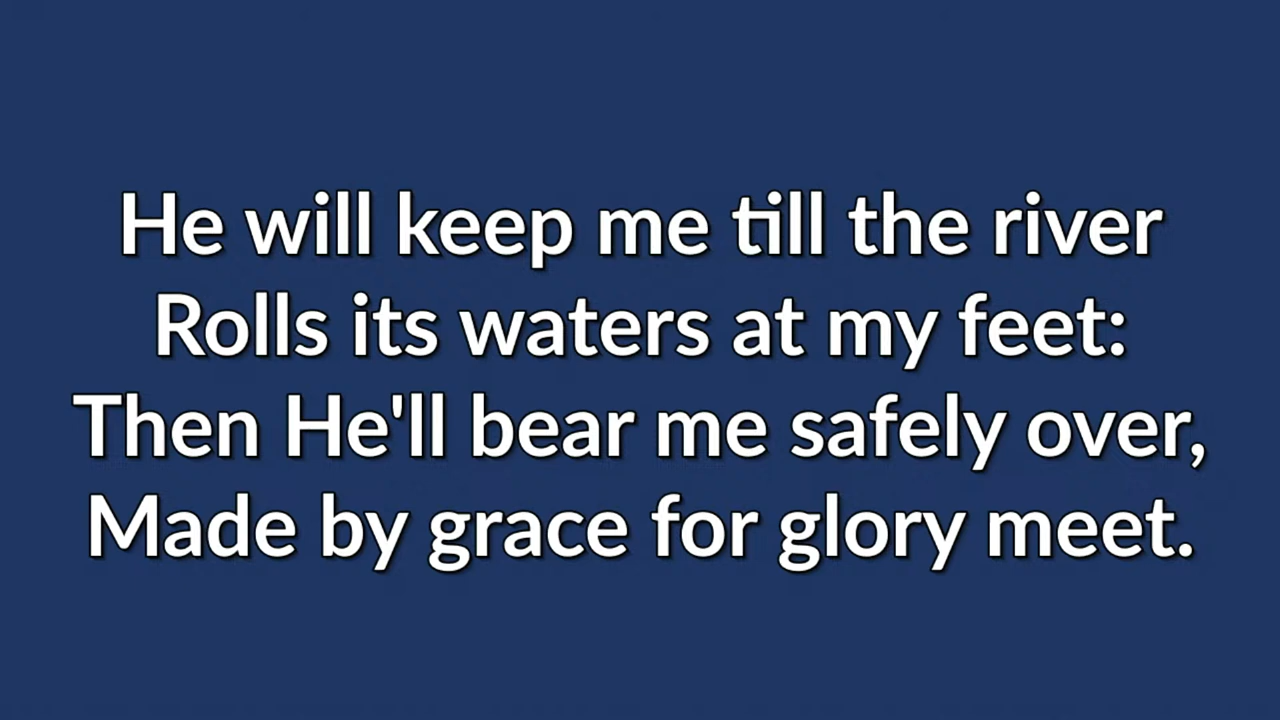 He will keep me till the river
Rolls its waters at my feet:
Then He'll bear me safely over,
Made by grace for glory meet.